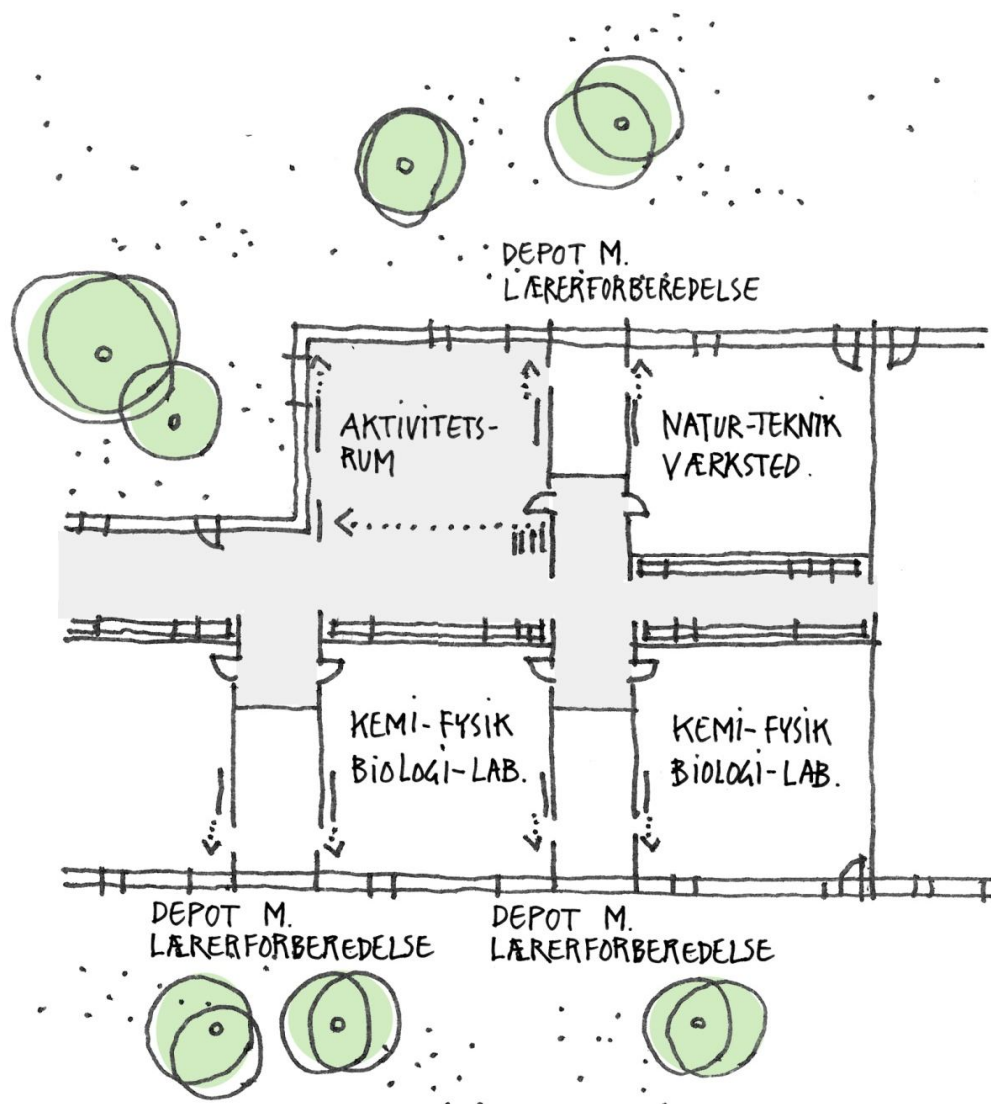 DEPOT M.
LÆRERFORBEREDELSE
AKTIVITETS-
RUM
NATUR-TEKNIK
VÆRKSTED.
KEMI-FYSIK
BIOLOGI-LAB.
KEMI-FYSIK
BIOLOGI-LAB.
DEPOT M.
LÆRERFORBEREDELSE
DEPOT M.
LÆRERFORBEREDELSE